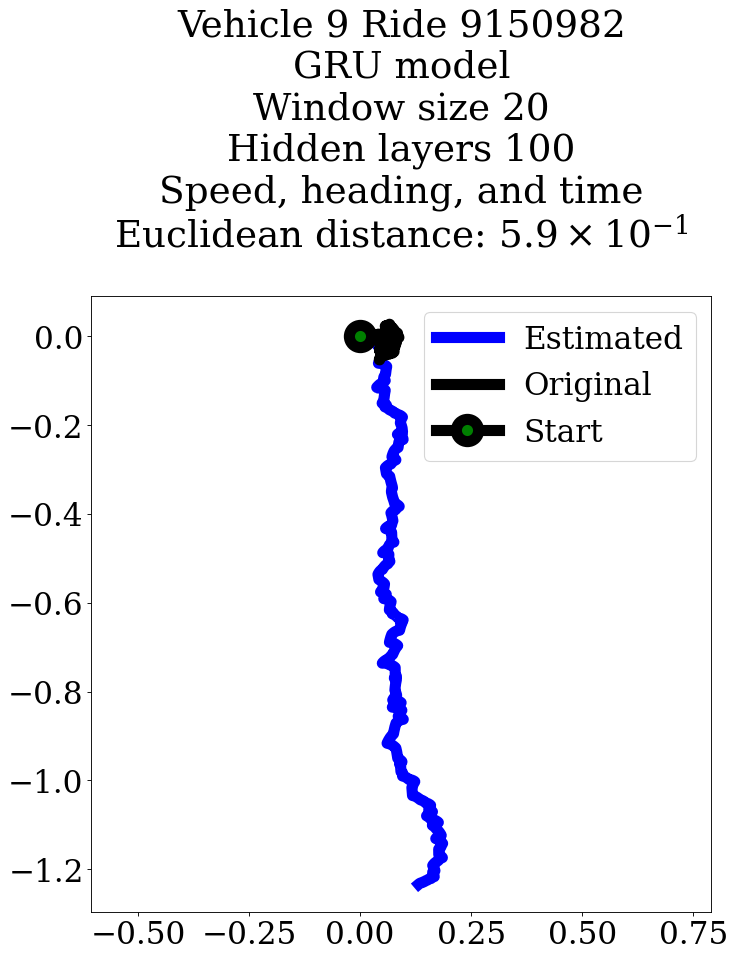 Vehicle 9 Ride 9150982
GRU model
Window size 20
Hidden layers 100
Speed, heading, and time
Euclidean distance: 5.9 × 10⁻¹
Estimated
Original
Start
0.0
−0.2
−0.4
−0.6
−0.8
−1.0
−1.2
−0.50 −0.25 0.00 0.25 0.50 0.75